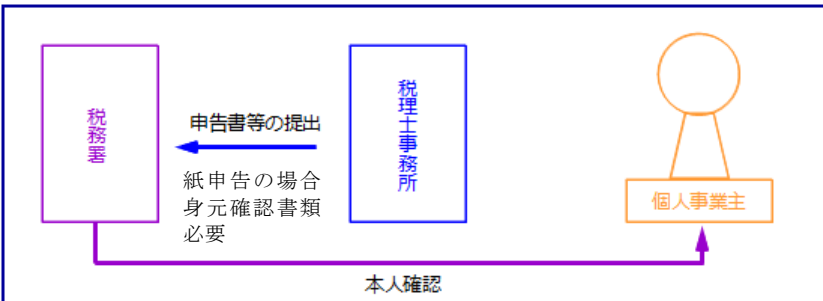 税務署
申告書等の提出
紙申告の場合
身元確認書類
必要
税理士事務所
個人事業主
本人確認